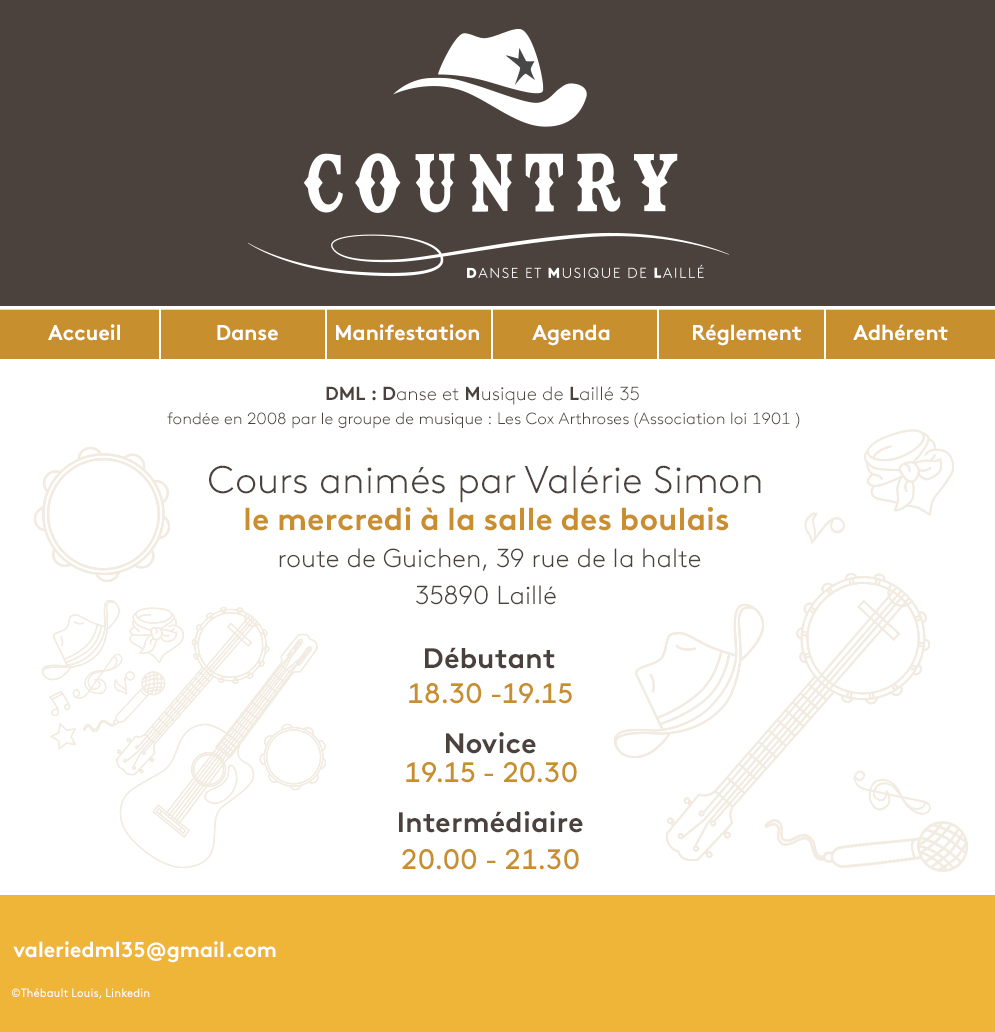 COUNTRY
DANSE ET MUSIQUE DE LAILLÉ
Accueil Danse Manifestation Agenda Réglement Adhérent
DML : Danse et Musique de Laillé 35
fondée en 2008 par le groupe de musique : Les Cox Arthroses (Association loi 1901 )
Cours animés par Valérie Simon
le mercredi à la salle des boulais
route de Guichen, 39 rue de la halte
35890 Laillé
Débutant
18.30 -19.15
Novice
19.15 - 20.30
Intermédiaire
20.00 - 21.30
valeriedml35@gmail.com
©Thébault Louis, Linkedin